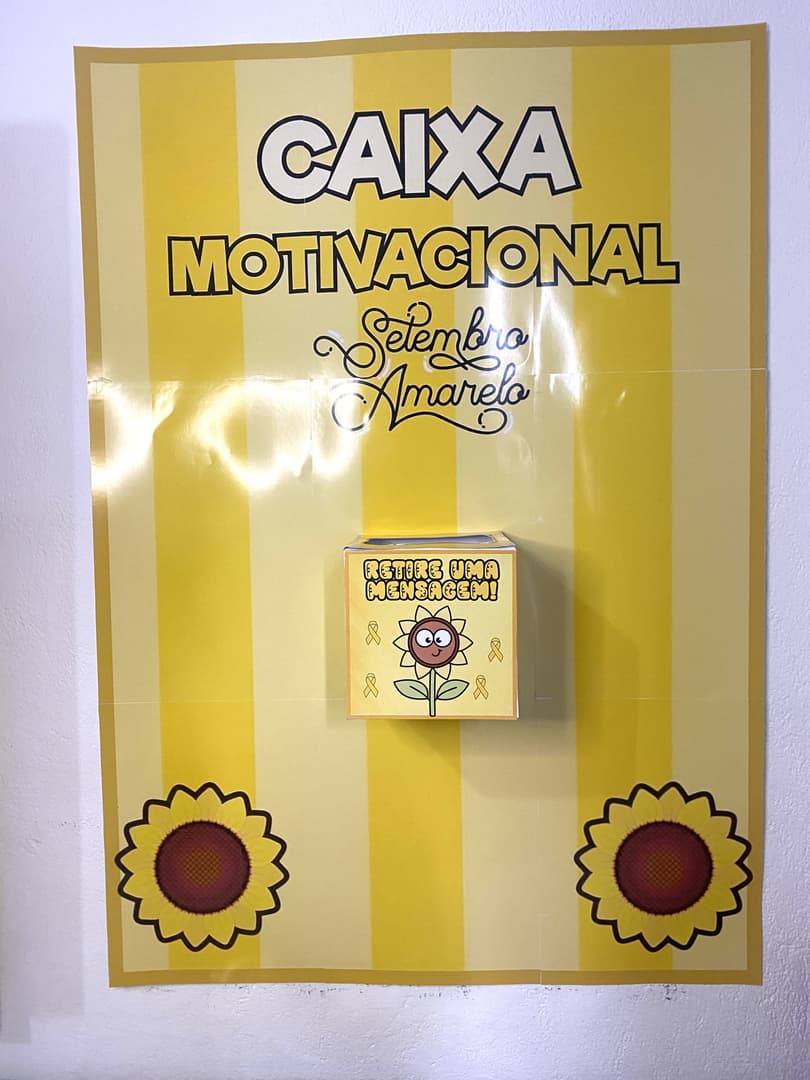 CAIXA
MOTIVACIONAL
Setembro
Amarelo
RETIRE UMA
MENSAGEM!